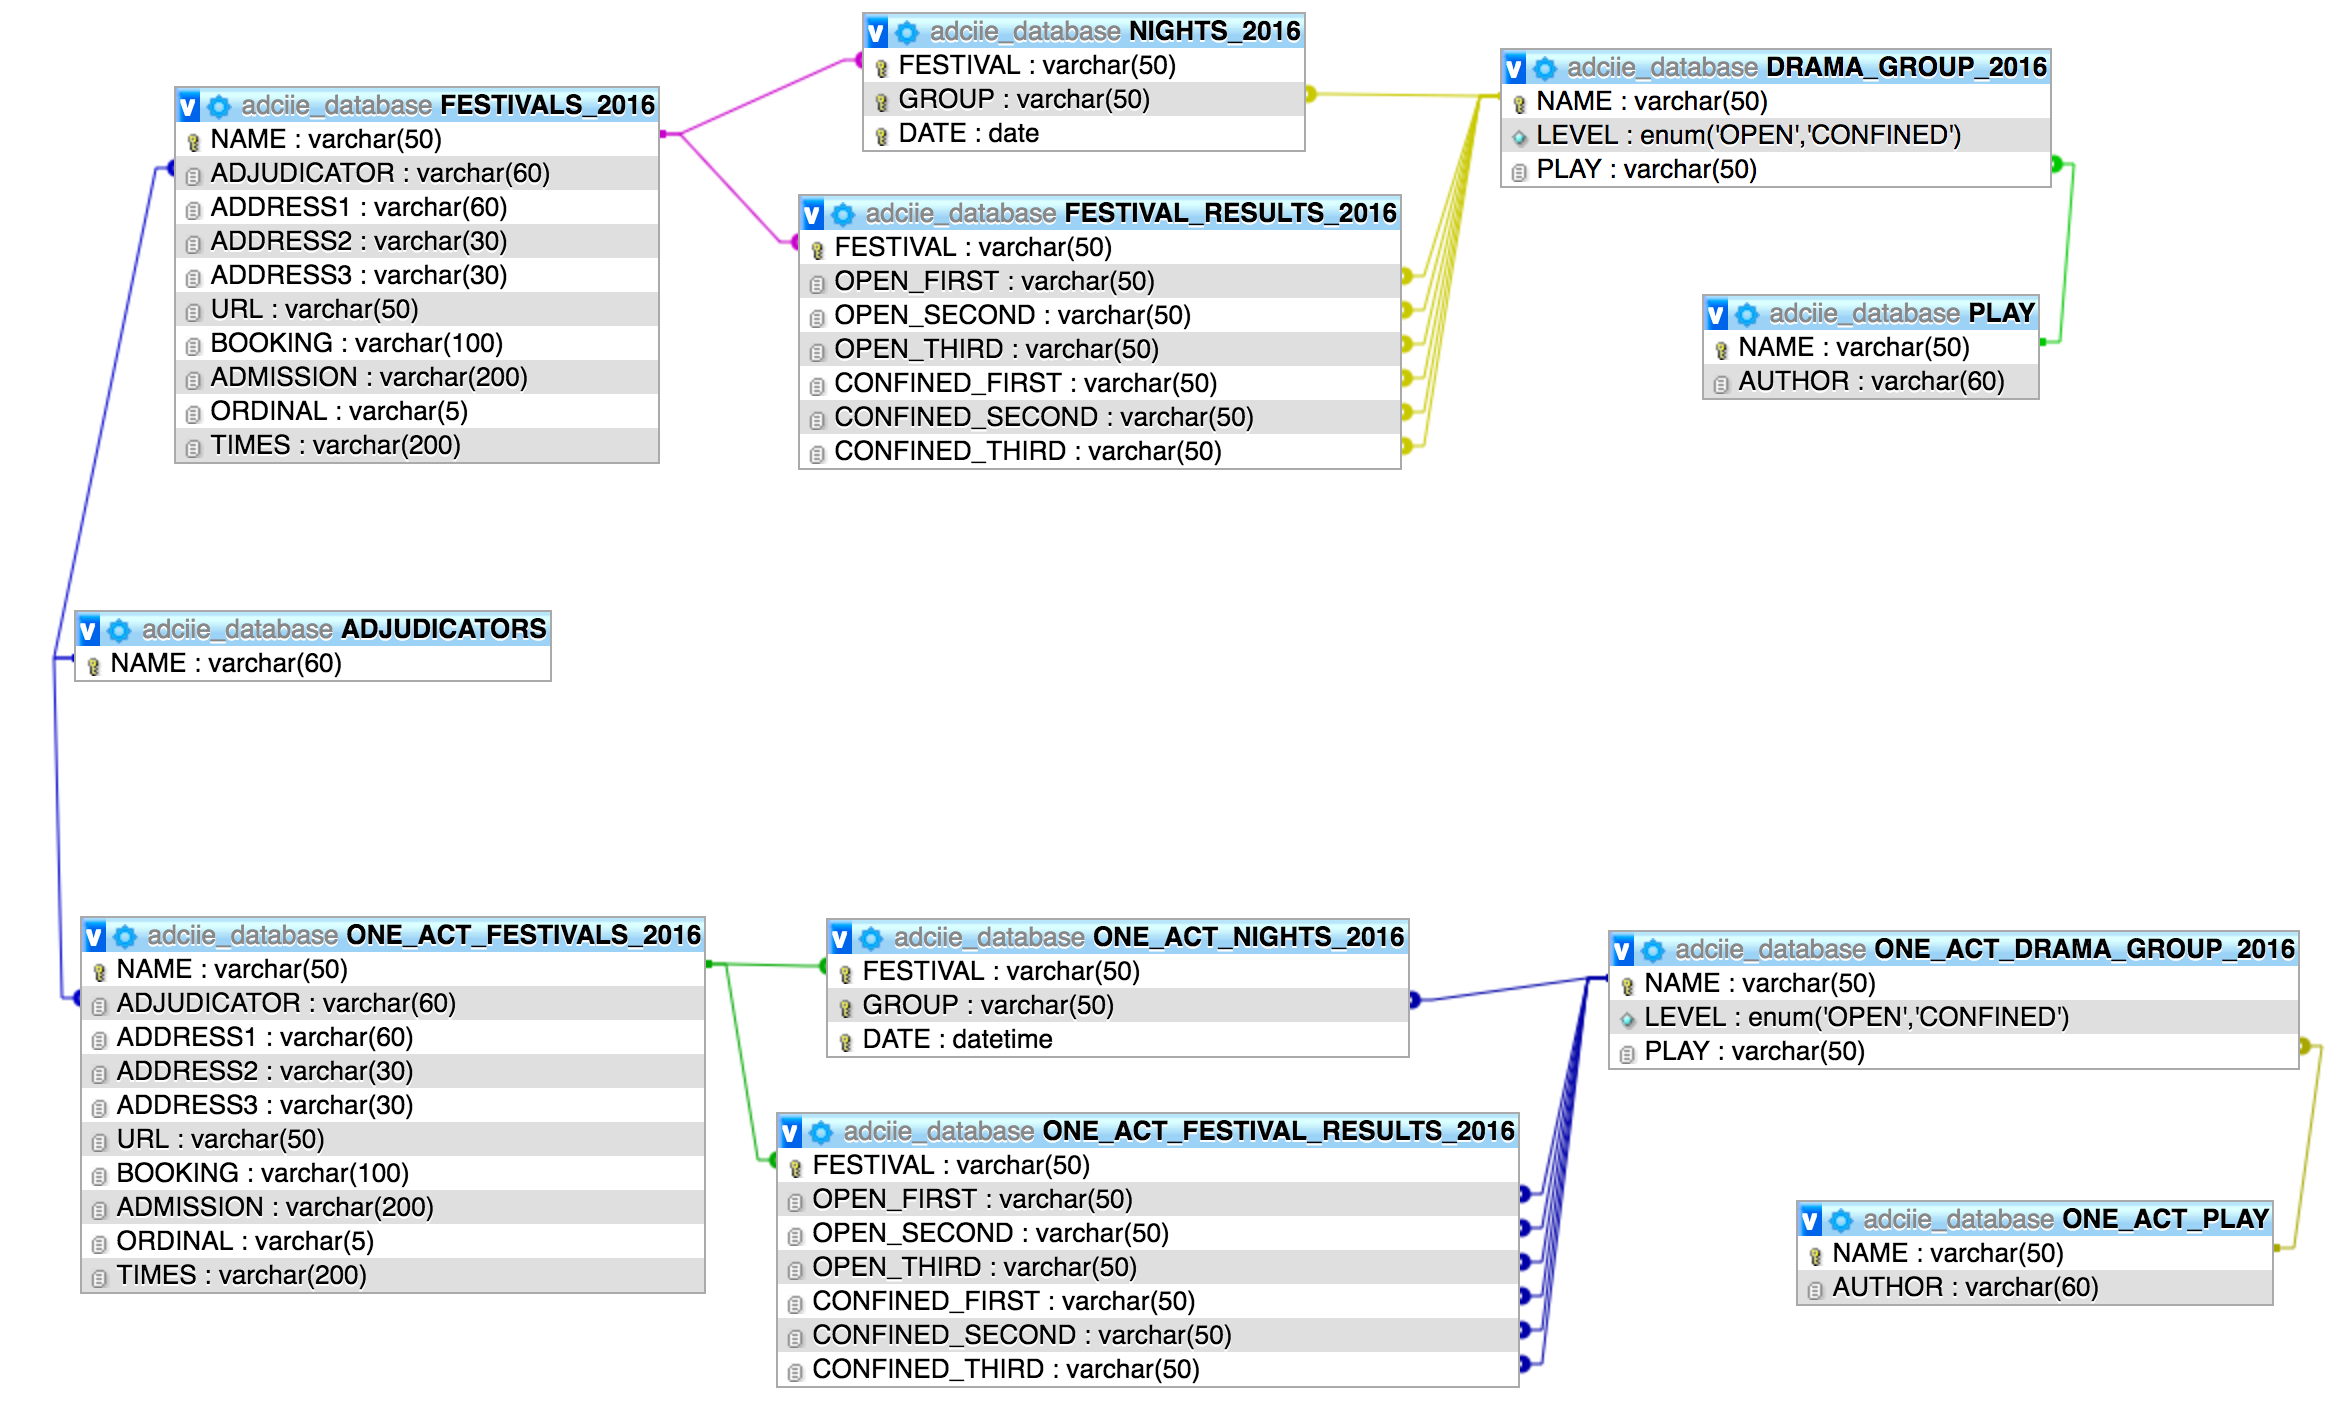 adciie_database FESTIVALS_2016
NAME : varchar(50)
ADJUDICATOR : varchar(60)
ADDRESS1 : varchar(60)
ADDRESS2 : varchar(30)
ADDRESS3 : varchar(30)
URL : varchar(50)
BOOKING : varchar(100)
ADMISSION : varchar(200)
ORDINAL : varchar(5)
TIMES : varchar(200)
adciie_database NIGHTS_2016
FESTIVAL : varchar(50)
GROUP : varchar(50)
DATE : date
adciie_database FESTIVAL_RESULTS_2016
FESTIVAL : varchar(50)
OPEN_FIRST : varchar(50)
OPEN_SECOND : varchar(50)
OPEN_THIRD : varchar(50)
CONFINED_FIRST : varchar(50)
CONFINED_SECOND : varchar(50)
CONFINED_THIRD : varchar(50)
adciie_database DRAMA_GROUP_2016
NAME : varchar(50)
LEVEL : enum('OPEN','CONFINED')
PLAY : varchar(50)
adciie_database PLAY
NAME : varchar(50)
AUTHOR : varchar(60)
adciie_database ADJUDICATORS
NAME : varchar(60)
adciie_database ONE_ACT_FESTIVALS_2016
NAME : varchar(50)
ADJUDICATOR : varchar(60)
ADDRESS1 : varchar(60)
ADDRESS2 : varchar(30)
ADDRESS3 : varchar(30)
URL : varchar(50)
BOOKING : varchar(100)
ADMISSION : varchar(200)
ORDINAL : varchar(5)
TIMES : varchar(200)
adciie_database ONE_ACT_NIGHTS_2016
FESTIVAL : varchar(50)
GROUP : varchar(50)
DATE : datetime
adciie_database ONE_ACT_FESTIVAL_RESULTS_2016
FESTIVAL : varchar(50)
OPEN_FIRST : varchar(50)
OPEN_SECOND : varchar(50)
OPEN_THIRD : varchar(50)
CONFINED_FIRST : varchar(50)
CONFINED_SECOND : varchar(50)
CONFINED_THIRD : varchar(50)
adciie_database ONE_ACT_DRAMA_GROUP_2016
NAME : varchar(50)
LEVEL : enum('OPEN','CONFINED')
PLAY : varchar(50)
adciie_database ONE_ACT_PLAY
NAME : varchar(50)
AUTHOR : varchar(60)